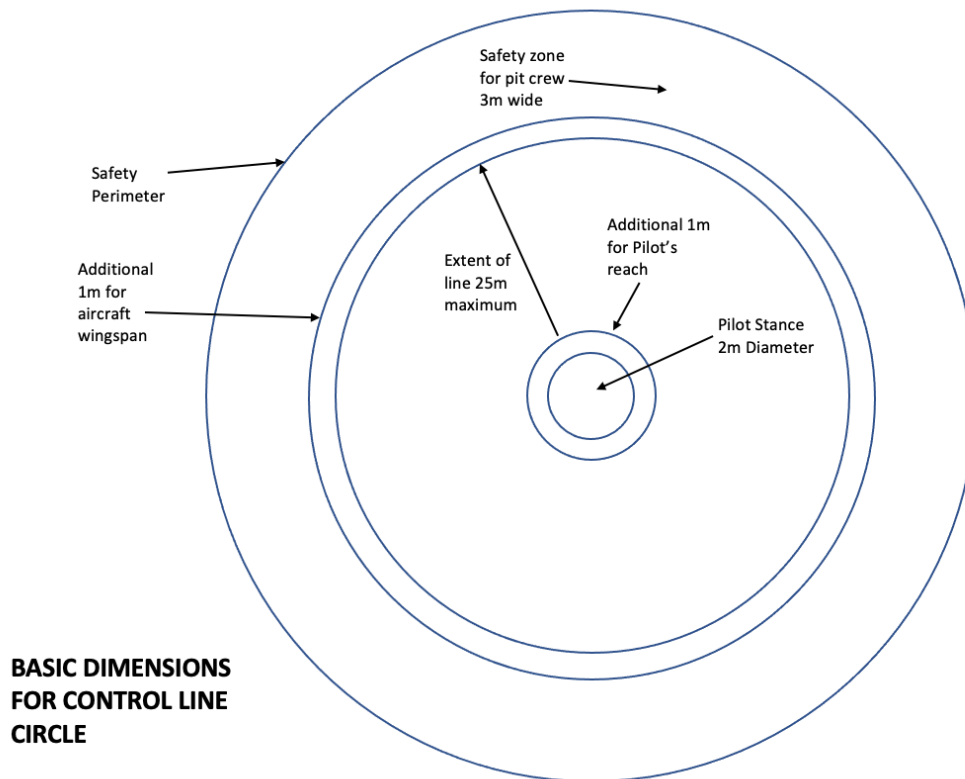 Safety zone
for pit crew
3m wide
Safety
Perimeter
Additional 1m
for Pilot's
reach
Extent of
line 25m
maximum
Additional
1m for
aircraft
wingspan
Pilot Stance
2m Diameter
BASIC DIMENSIONS
FOR CONTROL LINE
CIRCLE